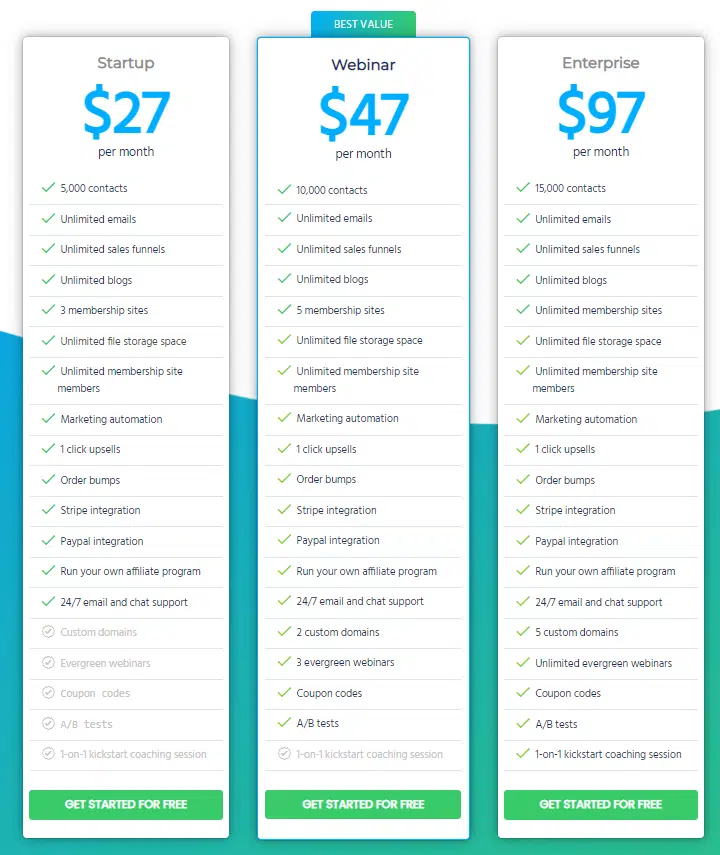 BEST VALUE
Startup
$27
per month
5,000 contacts
Unlimited emails
Unlimited sales funnels
Unlimited blogs
3 membership sites
Unlimited file storage space
Unlimited membership site
members
Marketing automation
1 click upsells
Order bumps
Stripe integration
Paypal integration
Run your own affiliate program
24/7 email and chat support
Custom domains
Evergreen webinars
Coupon codes
A/B tests
1-on-1 kickstart coaching session
GET STARTED FOR FREE
Webinar
$47
per month
10,000 contacts
Unlimited emails
Unlimited sales funnels
Unlimited blogs
5 membership sites
Unlimited file storage space
Unlimited membership site
members
Marketing automation
1 click upsells
Order bumps
Stripe integration
Paypal integration
Run your own affiliate program
24/7 email and chat support
2 custom domains
3 evergreen webinars
Coupon codes
A/B tests
1-on-1 kickstart coaching session
GET STARTED FOR FREE
Enterprise
$97
per month
15,000 contacts
Unlimited emails
Unlimited sales funnels
Unlimited blogs
Unlimited membership sites
Unlimited file storage space
Unlimited membership site
members
Marketing automation
1 click upsells
Order bumps
Stripe integration
Paypal integration
Run your own affiliate program
24/7 email and chat support
5 custom domains
Unlimited evergreen webinars
Coupon codes
A/B tests
1-on-1 kickstart coaching session
GET STARTED FOR FREE